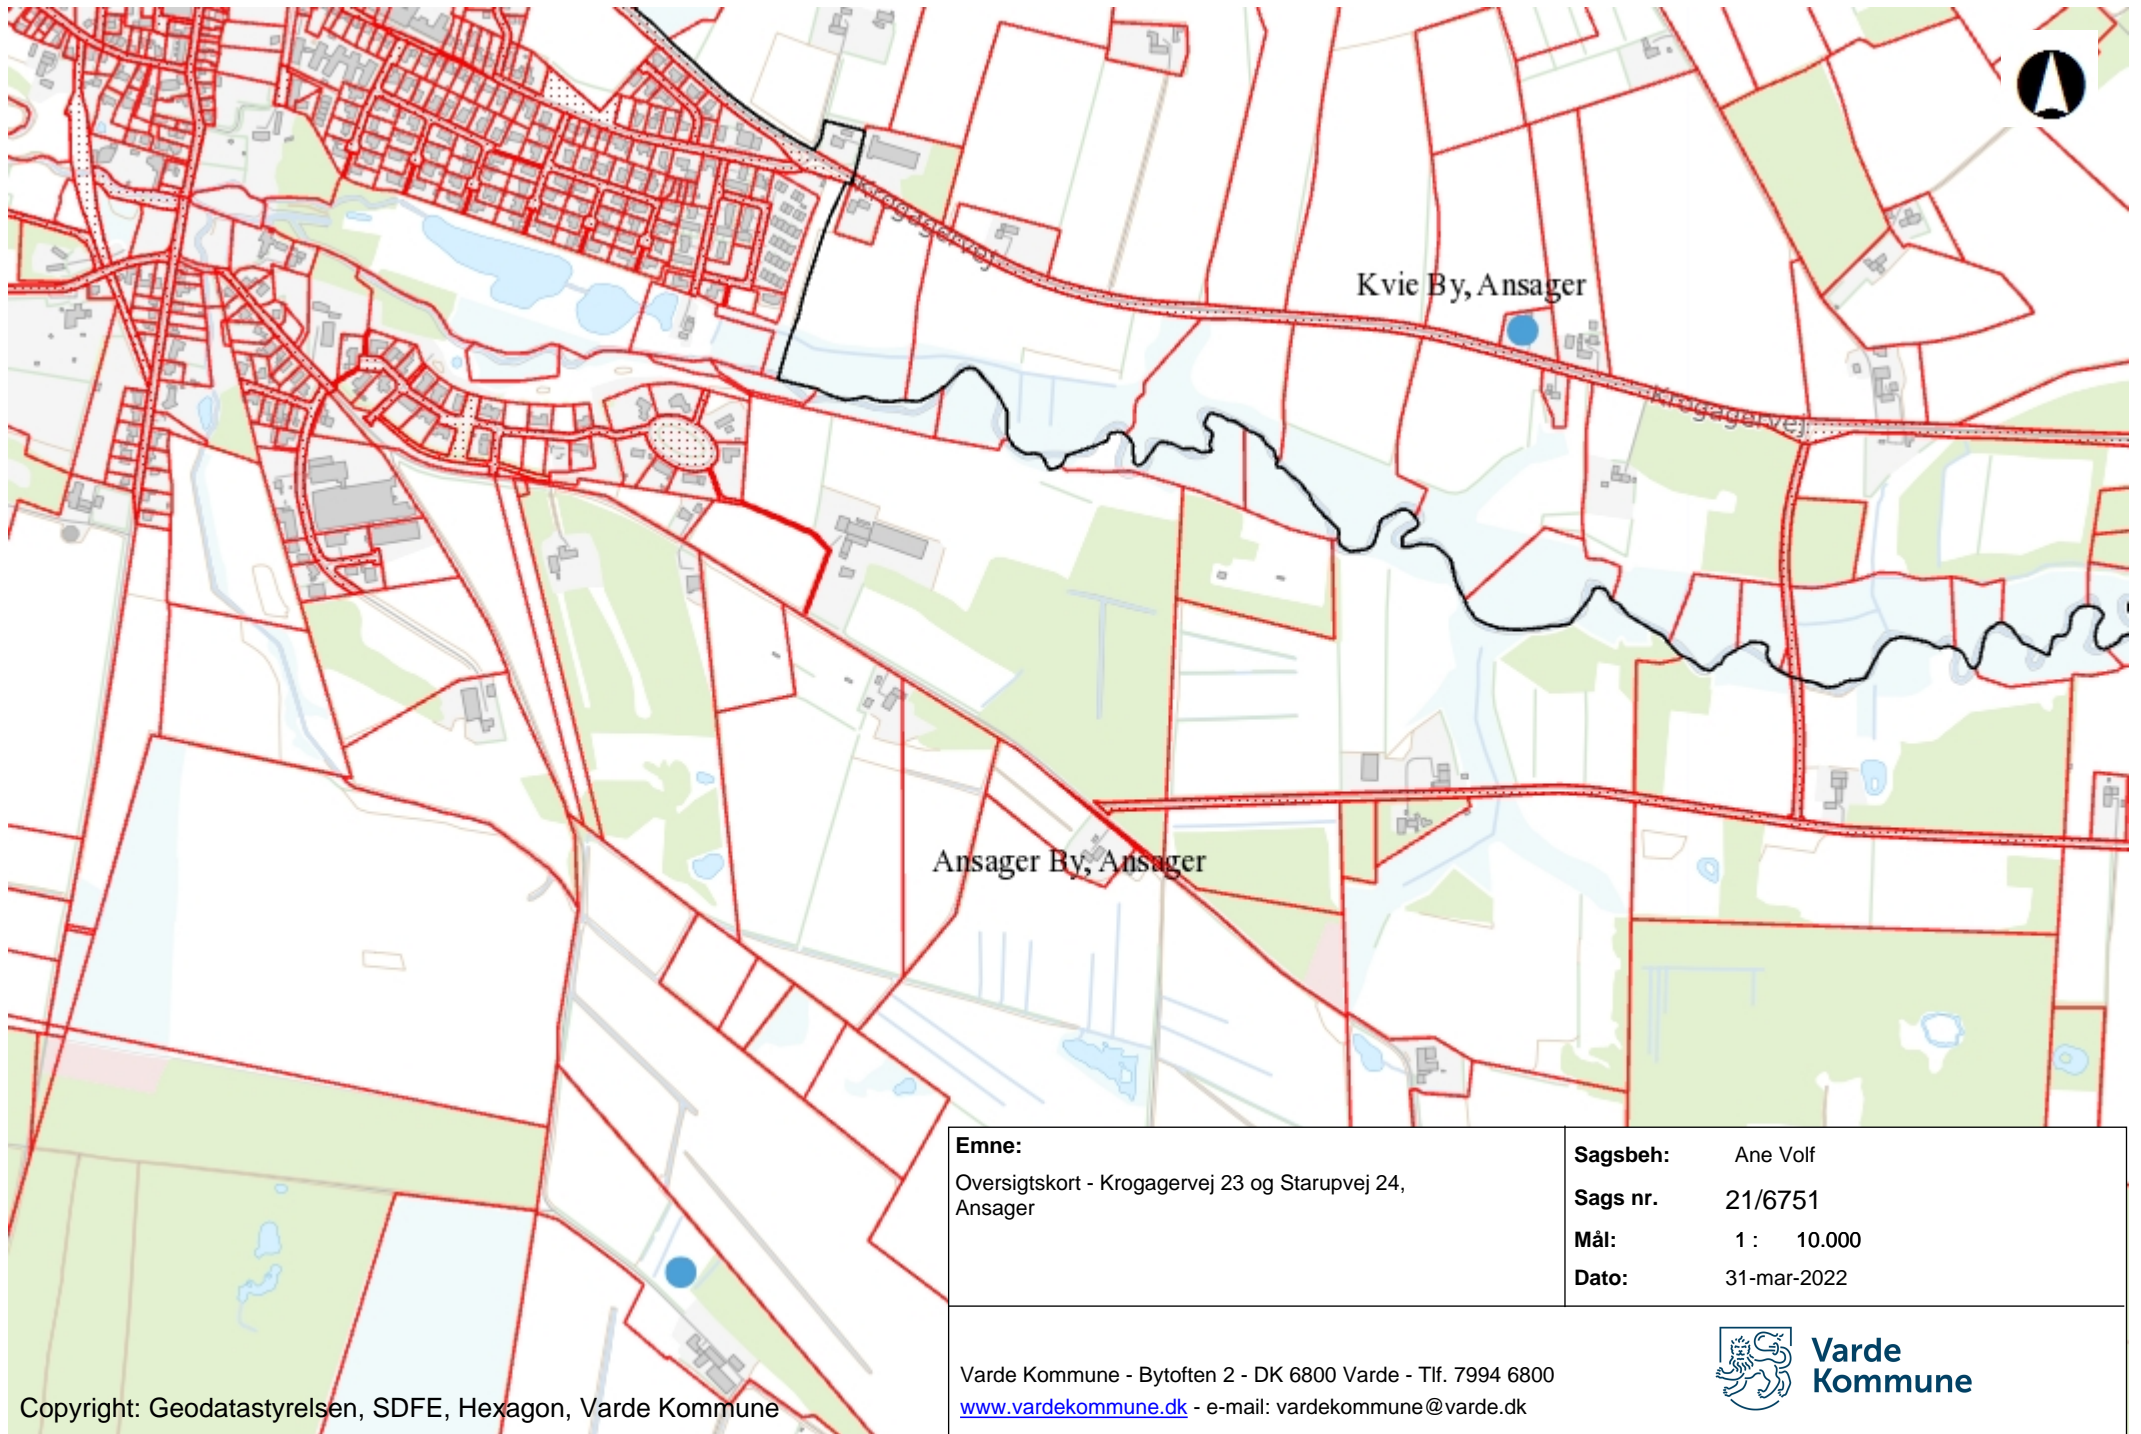 Krogagervej
Kvie By, Ansager
Krogagervej
Ansager By, Ansager
Emne:
Oversigtskort - Krogagervej 23 og Starupvej 24,
Ansager
Sagsbeh: Ane Volf
Sags nr. 21/6751
Mål: 1 : 10.000
Dato: 31-mar-2022
Varde Kommune - Bytoften 2 - DK 6800 Varde - Tlf. 7994 6800
www.vardekommune.dk - e-mail: vardekommune@varde.dk
Varde
Kommune
Copyright: Geodatastyrelsen, SDFE, Hexagon, Varde Kommune